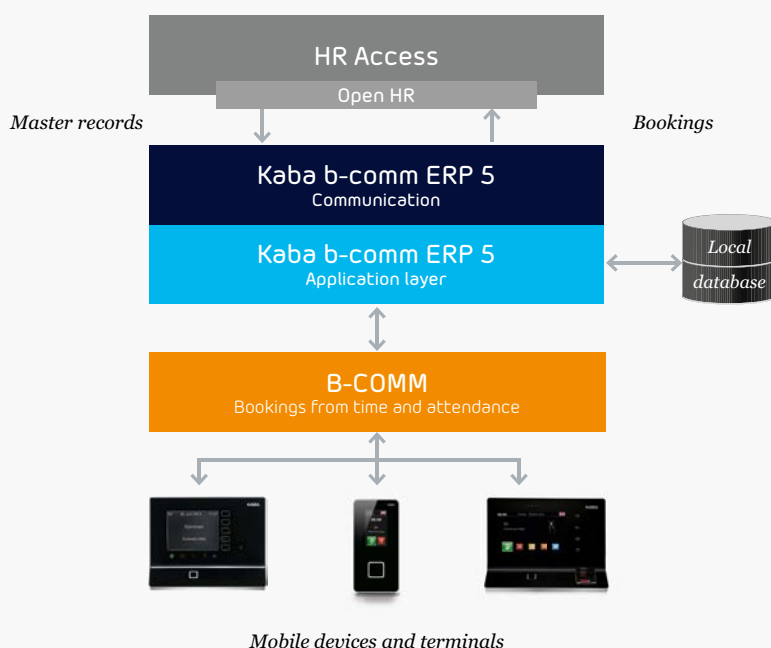 HR Access
Open HR
Master records
Bookings
Kaba b-comm ERP 5
Communication
Kaba b-comm ERP 5
Application layer
Local
database
B-COMM
Bookings from time and attendance
Mobile devices and terminals